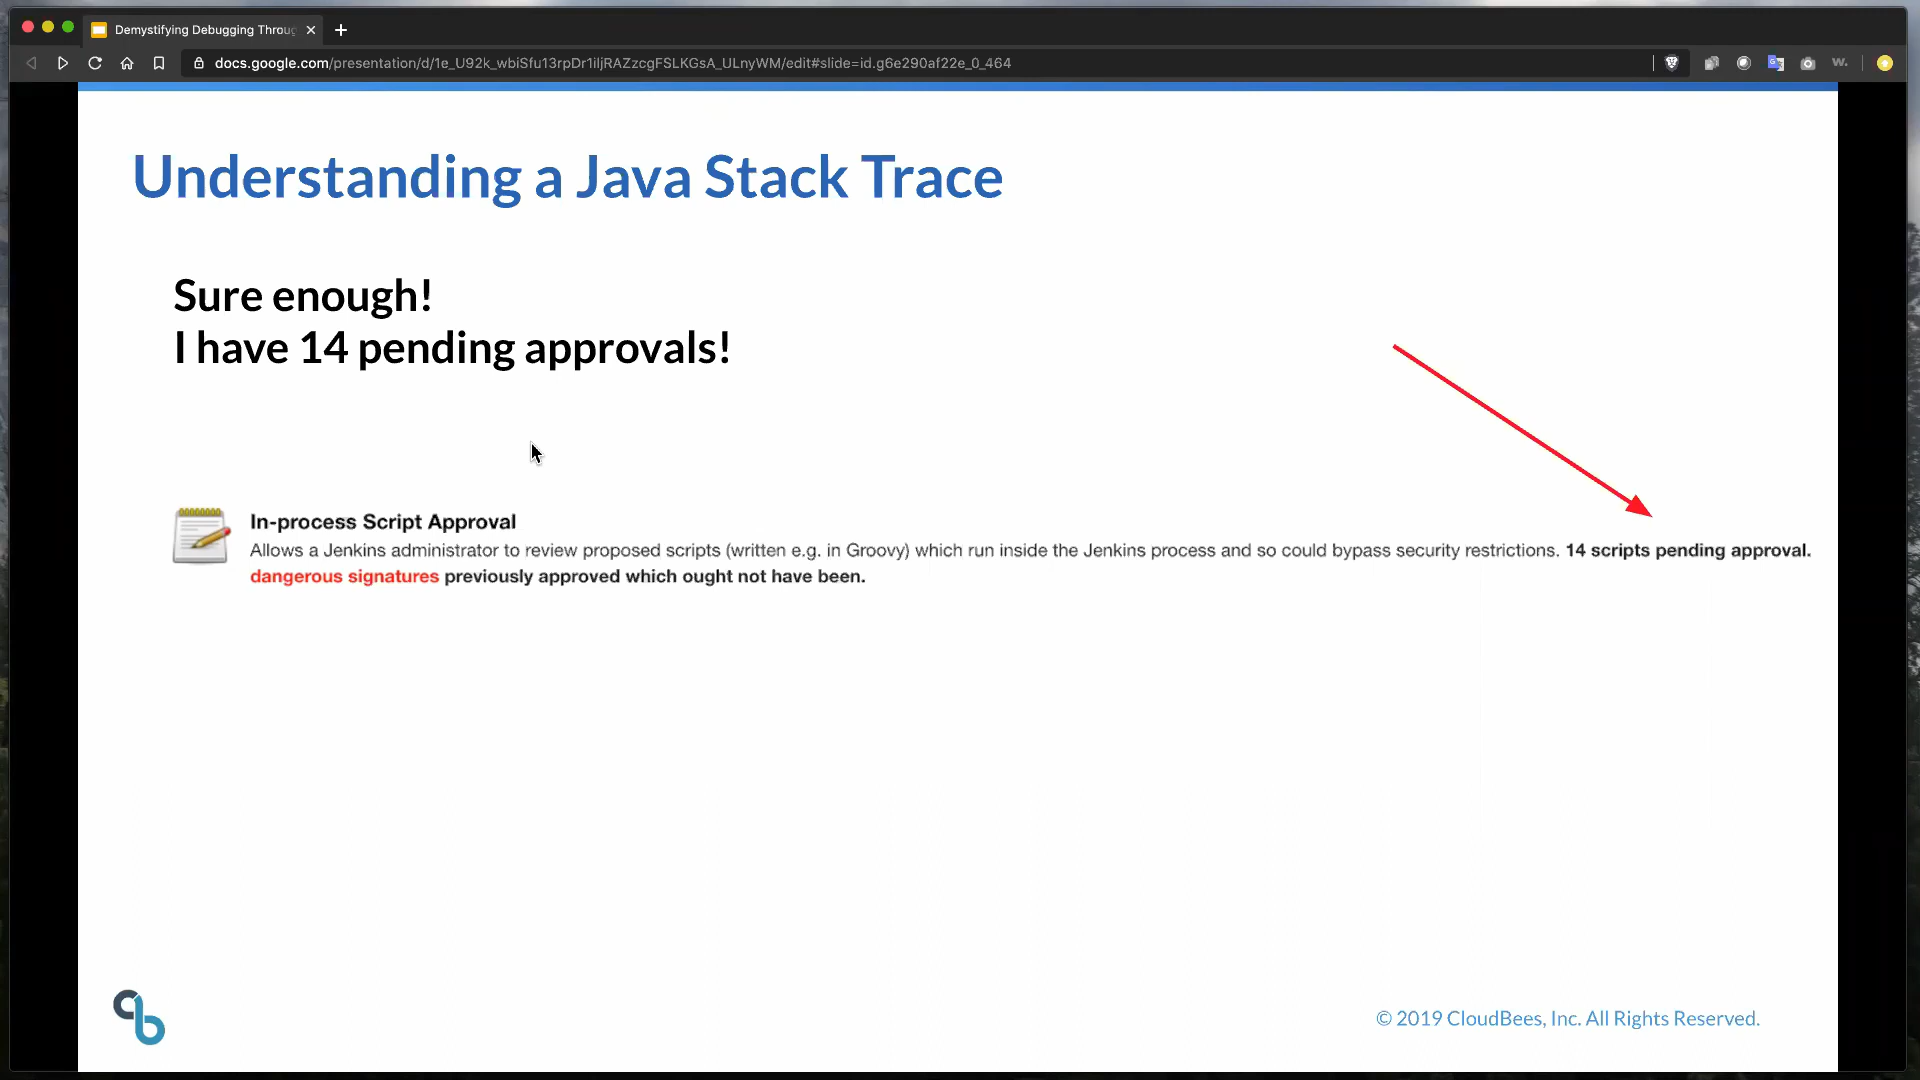 Demystifying Debugging Throug
docs.google.com/presentation/d/1e_U92k_wbiSfu13rpDr1iljRAZzcgFSLKGsA_ULnyWM/edit#slide=id.g6e290af22e_0_464
w.
Understanding a Java Stack Trace
Sure enough!
I have 14 pending approvals!
In-process Script Approval
Allows a Jenkins administrator to review proposed scripts (written e.g. in Groovy) which run inside the Jenkins process and so could bypass security restrictions. 14 scripts pending approval.
dangerous signatures previously approved which ought not have been.
© 2019 CloudBees, Inc. All Rights Reserved.